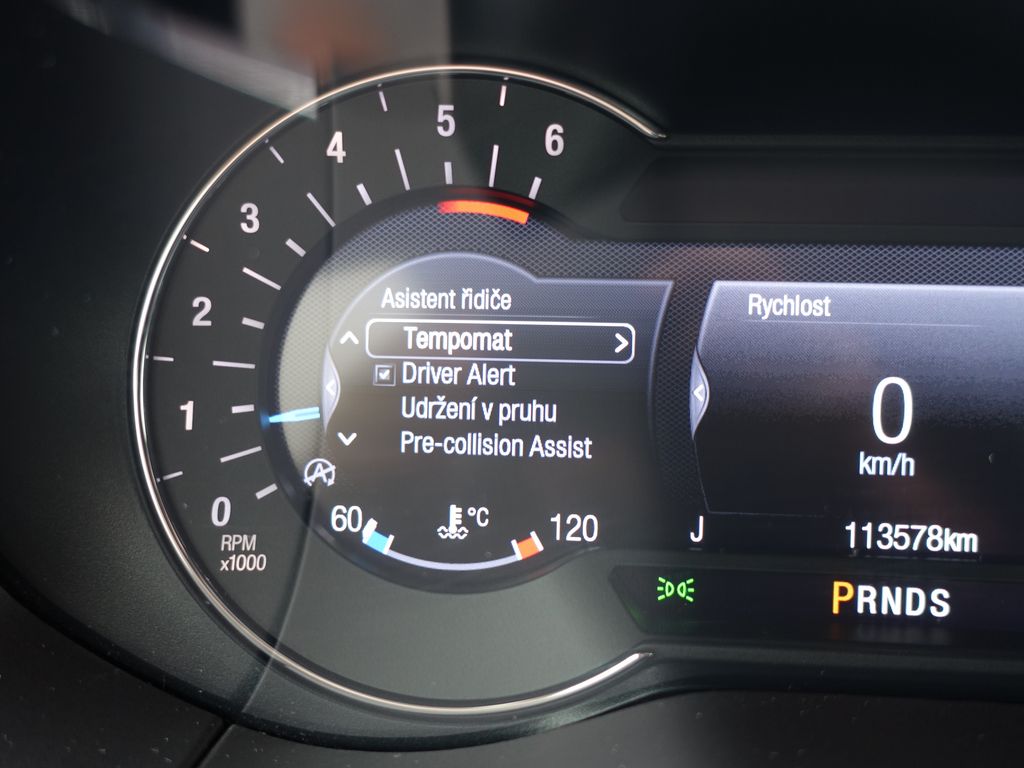 6
5
4
3
2
1
0
RPM
x1000
Asistent řidiče
Tempomat
Driver Alert
Udržení v pruhu
Pre-collision Assist
60
°C
120
Rychlost
0
km/h
J
113578km
PRNDS